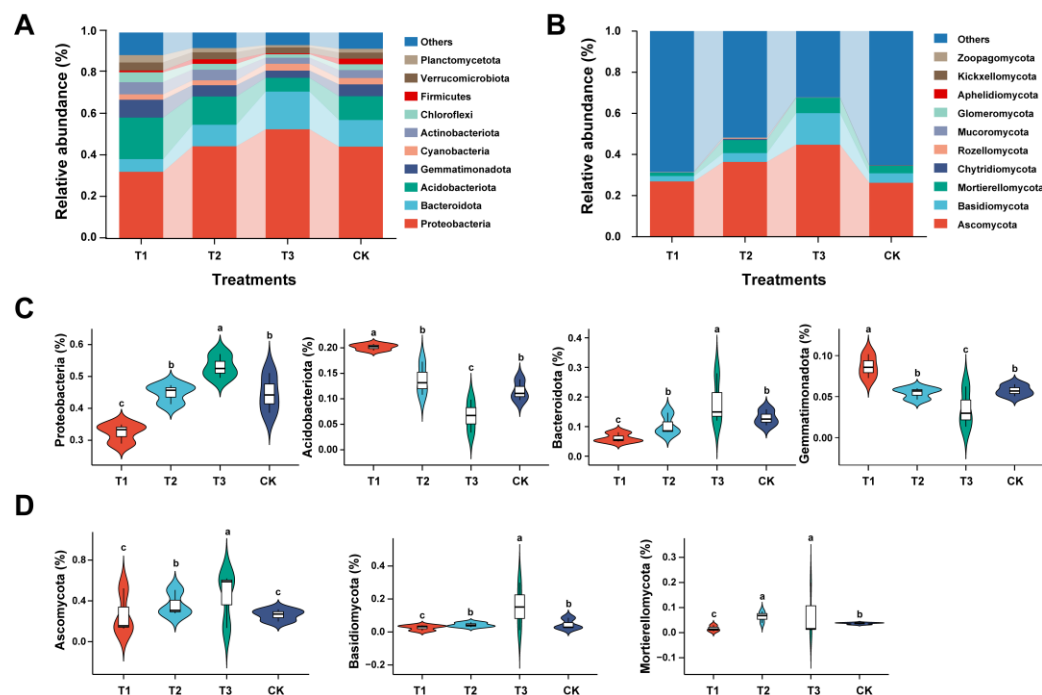 A
Relative abundance (%)
1.0
0.8
0.6
0.4
0.2
0.0
T1
T2
T3
CK
Treatments
Others
Planctomycetota
Verrucomicrobiota
Firmicutes
Chloroflexi
Actinobacteriota
Cyanobacteria
Gemmatimonadota
Acidobacteriota
Bacteroidota
Proteobacteria
B
Relative abundance (%)
1.0
0.8
0.6
0.4
0.2
0.0
T1
T2
T3
CK
Treatments
Others
Zoopagomycota
Kickxellomycota
Aphelidiomycota
Glomeromycota
Mucoromycota
Rozellomycota
Chytridiomycota
Mortierellomycota
Basidiomycota
Ascomycota
C
Proteobacteria (%)
0.6
0.5
0.4
0.3
c
b
a
b
T1
T2
T3
CK
Acidobacteriota (%)
0.20
0.15
0.10
0.05
0.00
a
b
c
b
T1
T2
T3
CK
Bacteroidota (%)
0.4
0.3
0.2
0.1
0.0
c
b
a
b
T1
T2
T3
CK
Gemmatimonadota (%)
0.10
0.05
0.00
a
b
c
b
T1
T2
T3
CK
D
Ascomycota (%)
0.8
0.4
0.0
c
b
a
c
T1
T2
T3
CK
Basidiomycota (%)
0.4
0.2
0.0
−0.2
c
b
a
b
T1
T2
T3
CK
Mortierellomycota (%)
0.3
0.2
0.1
0.0
−0.1
c
a
a
b
T1
T2
T3
CK